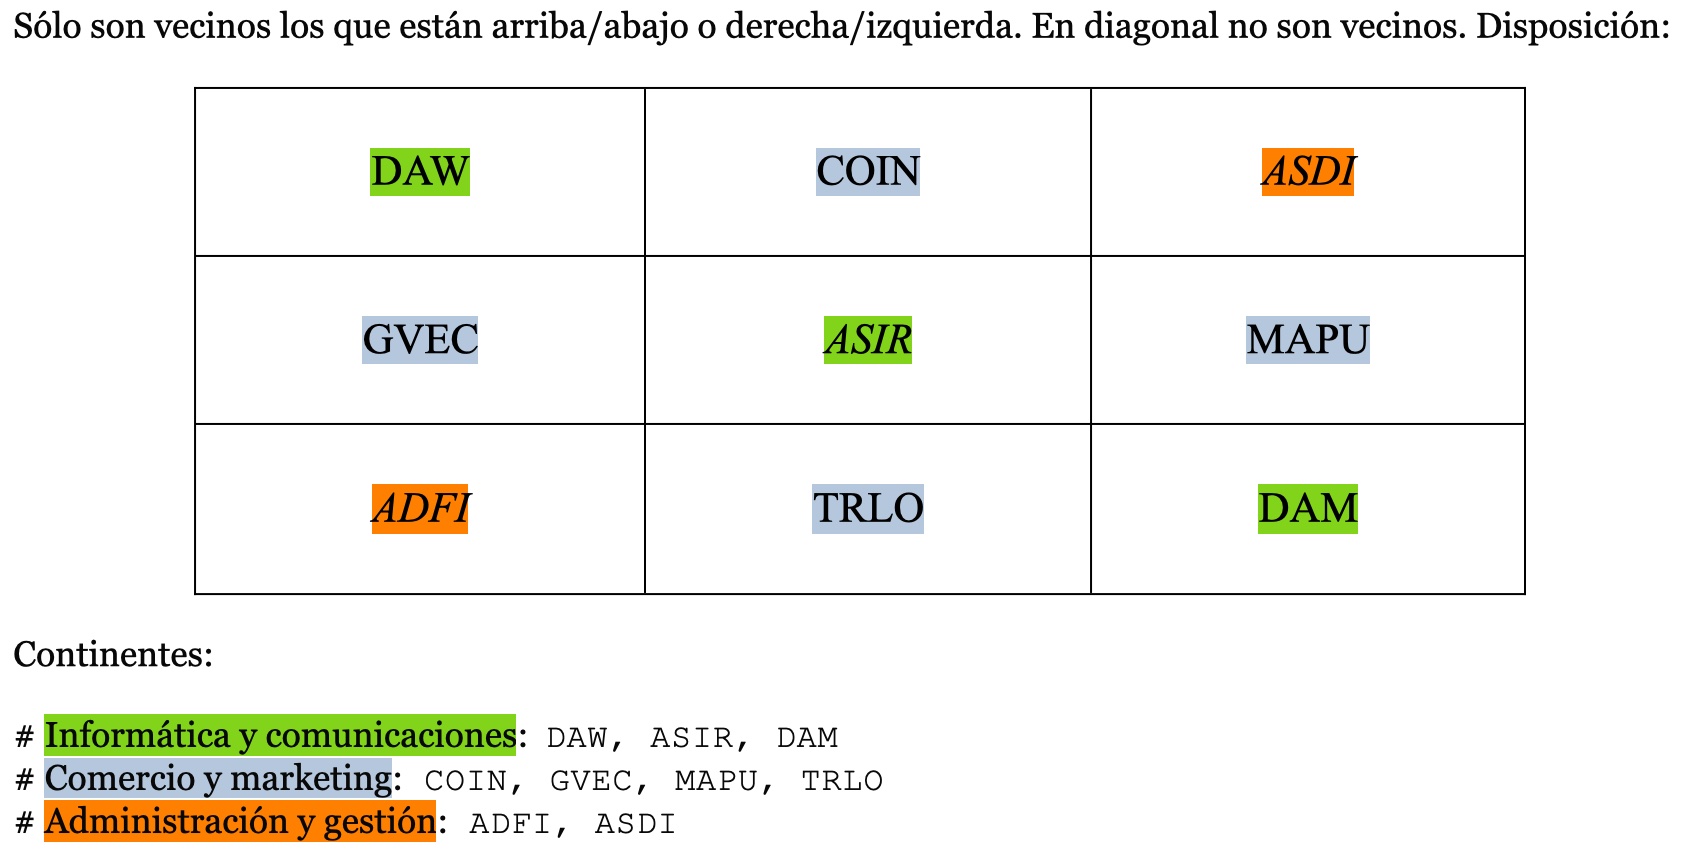 Sólo son vecinos los que están arriba/abajo o derecha/izquierda. En diagonal no son vecinos. Disposición:
DAW COIN ASDI
GVEC ASIR MAPU
ADFI TRLO DAM
Continentes:
# Informática y comunicaciones: DAW, ASIR, DAM
# Comercio y marketing: COIN, GVEC, MAPU, TRLO
# Administración y gestión: ADFI, ASDI